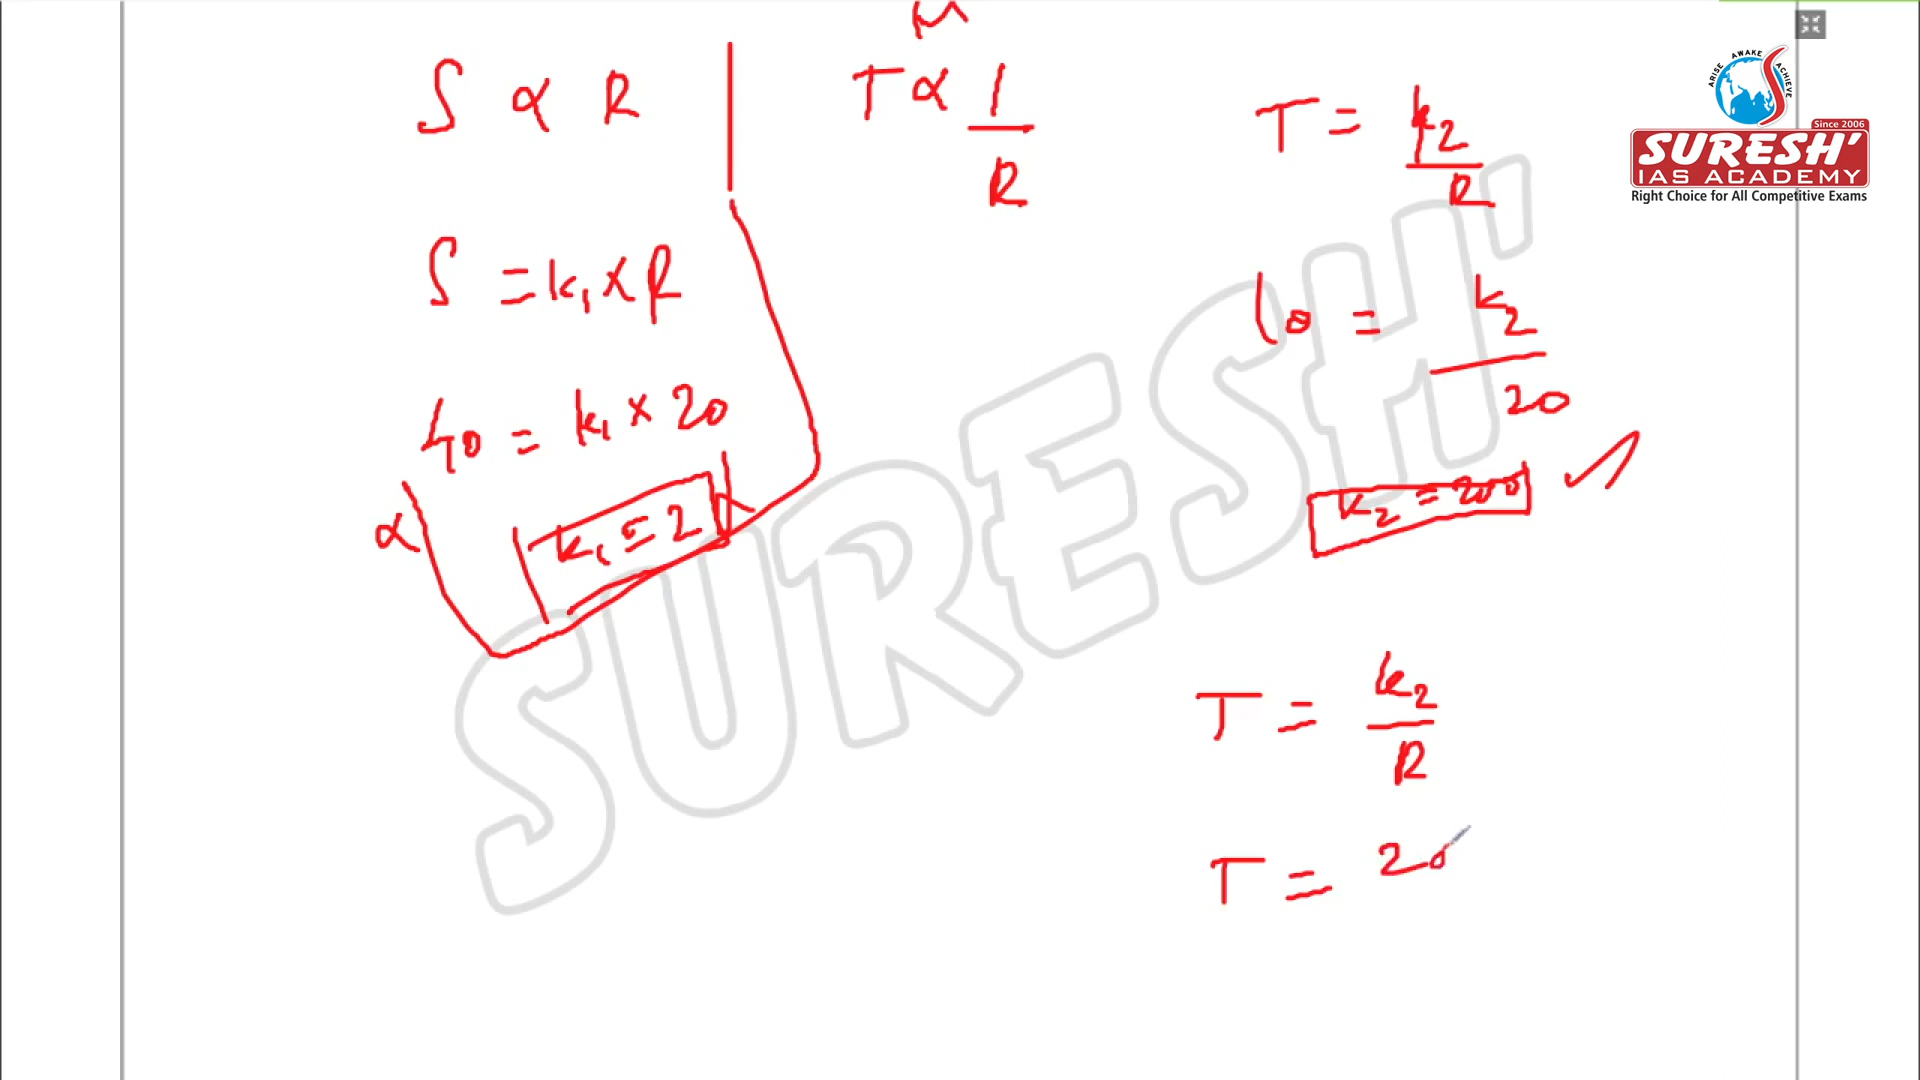 S ∝ R
S = k₁ × R
40 = k₁ × 20
∝
k₁ = 2
T ∝ 1/R
T = k₂/R
10 = k₂/20
k₂ = 200
T = k₂/R
T = 20
ARISE AWAKE ACHIEVE
Since 2006
SURESH'
IAS ACADEMY
Right Choice for All Competitive Exams
SURESH'